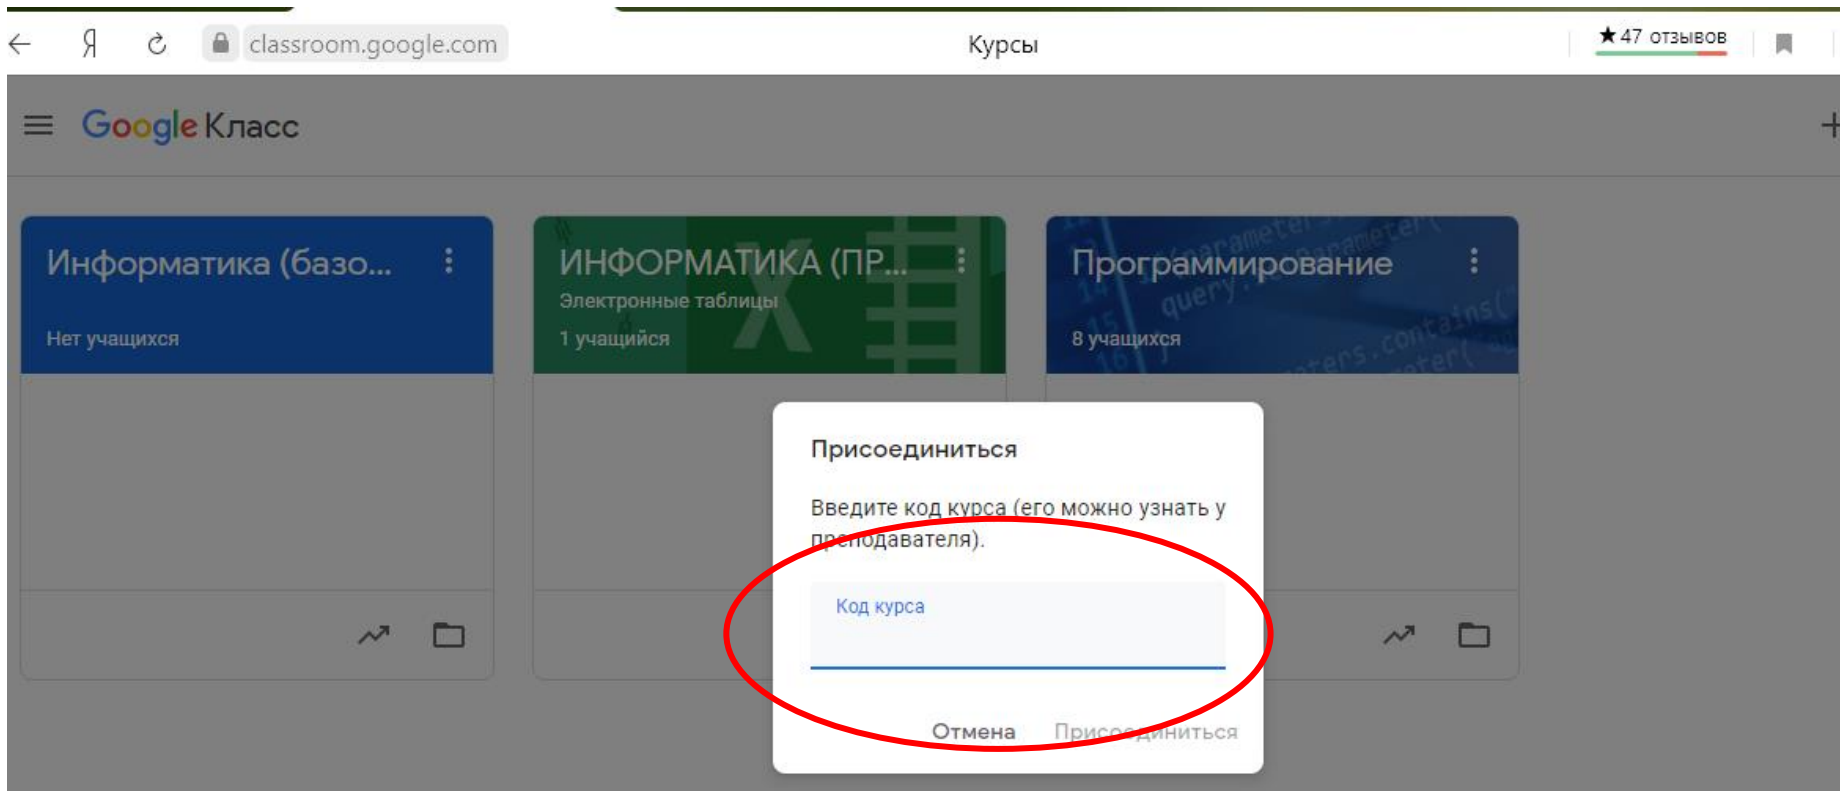 classroom.google.com
Курсы
★47 отзывов
Google Класс
Информатика (базо...
Нет учащихся
ИНФОРМАТИКА (ПР...
Электронные таблицы
1 учащийся
Программирование
8 учащихся
Присоединиться
Введите код курса (его можно узнать у
преподавателя).
Код курса
Отмена Присоединиться